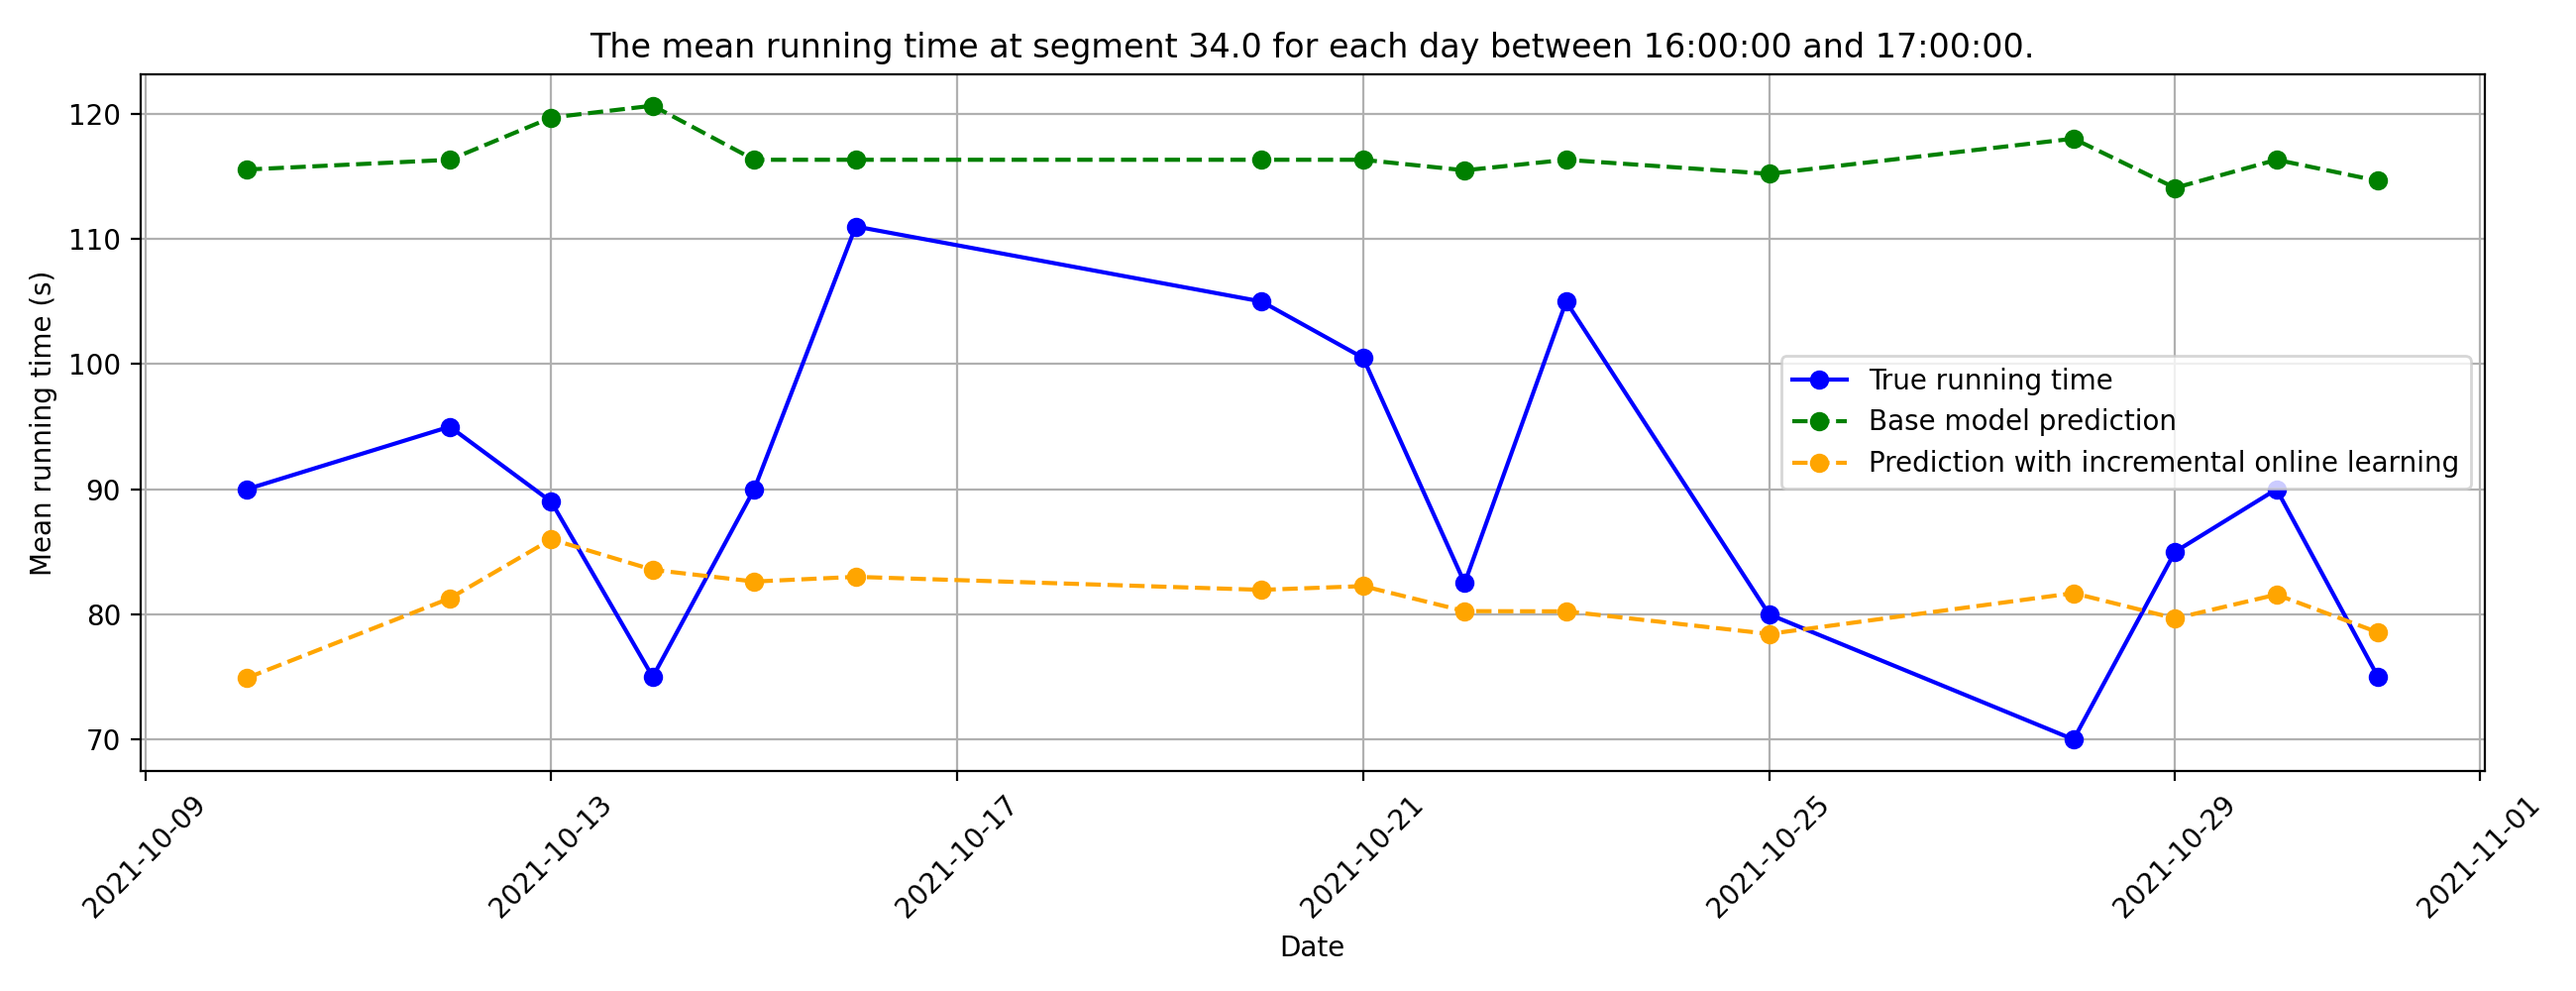 The mean running time at segment 34.0 for each day between 16:00:00 and 17:00:00.
Mean running time (s)
120
110
100
90
80
70
True running time
Base model prediction
Prediction with incremental online learning
2021-10-09
2021-10-13
2021-10-17
2021-10-21
2021-10-25
2021-10-29
2021-11-01
Date